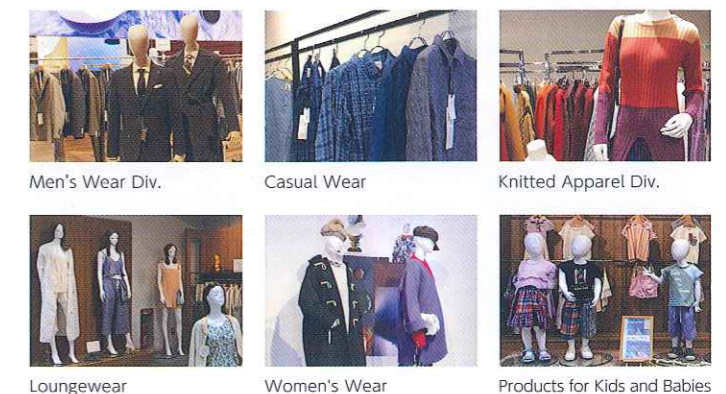 Men's Wear Div.
Casual Wear
Knitted Apparel Div.
Loungewear
Women's Wear
Products for Kids and Babies